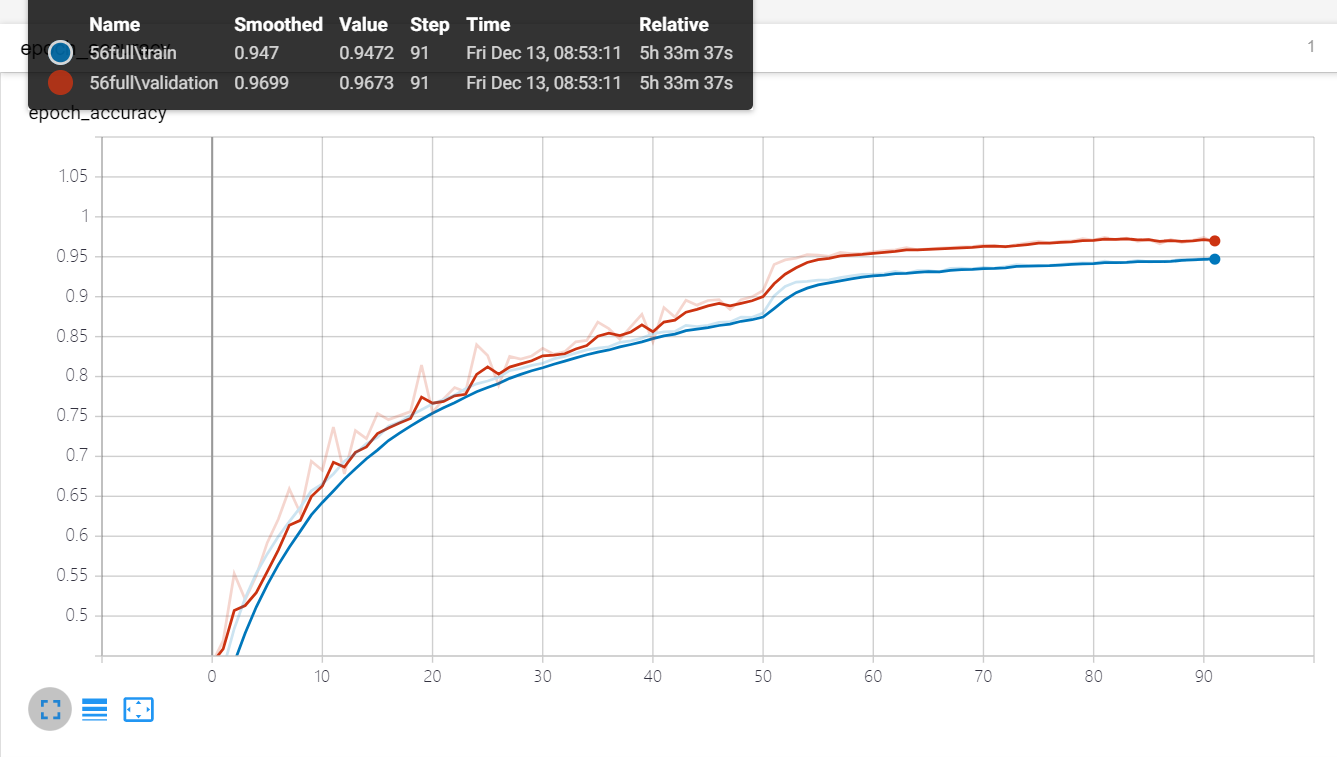 Name Smoothed Value Step Time Relative
56full\train 0.947 0.9472 91 Fri Dec 13, 08:53:11 5h 33m 37s
56full\validation 0.9699 0.9673 91 Fri Dec 13, 08:53:11 5h 33m 37s
epoch_accuracy
1
epoch_accuracy
1.05
1
0.95
0.9
0.85
0.8
0.75
0.7
0.65
0.6
0.55
0.5
0 10 20 30 40 50 60 70 80 90